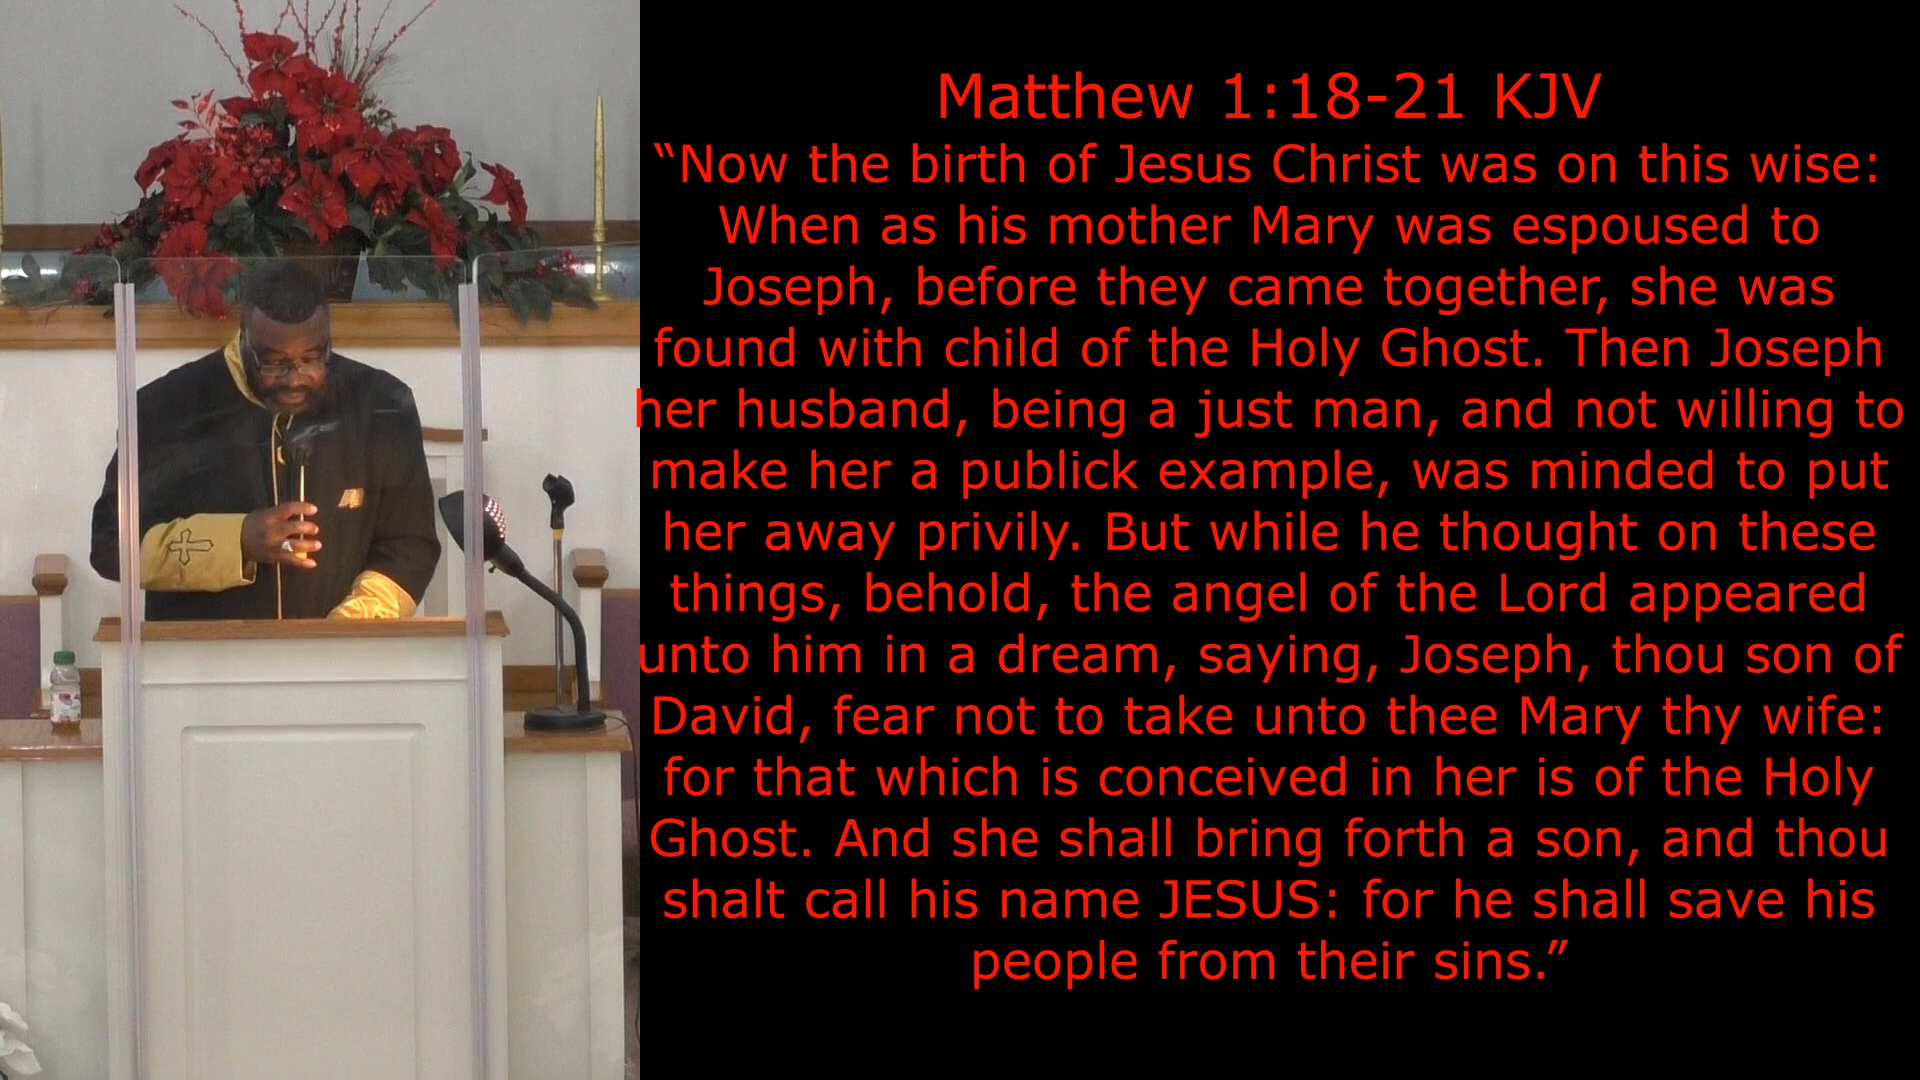 Matthew 1:18-21 KJV
“Now the birth of Jesus Christ was on this wise:
When as his mother Mary was espoused to
Joseph, before they came together, she was
found with child of the Holy Ghost. Then Joseph
her husband, being a just man, and not willing to
make her a publick example, was minded to put
her away privily. But while he thought on these
things, behold, the angel of the Lord appeared
unto him in a dream, saying, Joseph, thou son of
David, fear not to take unto thee Mary thy wife:
for that which is conceived in her is of the Holy
Ghost. And she shall bring forth a son, and thou
shalt call his name JESUS: for he shall save his
people from their sins.”